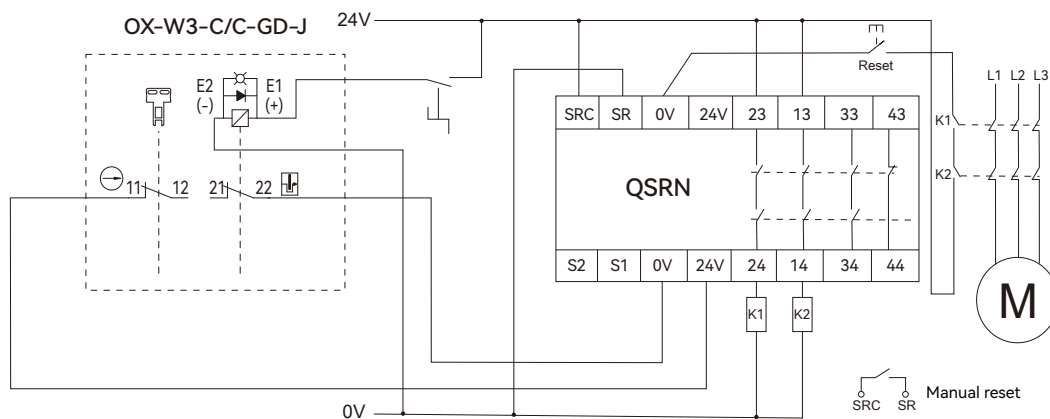 OX-W3-C/C-GD-J
24V
E2 E1
(-) (+)
Reset
L1 L2 L3
SRC SR 0V 24V 23 13 33 43
K1
11 12 21 22
QSRN
K2
S2 S1 0V 24V 24 14 34 44
K1 K2
M
0V
SRC SR Manual reset